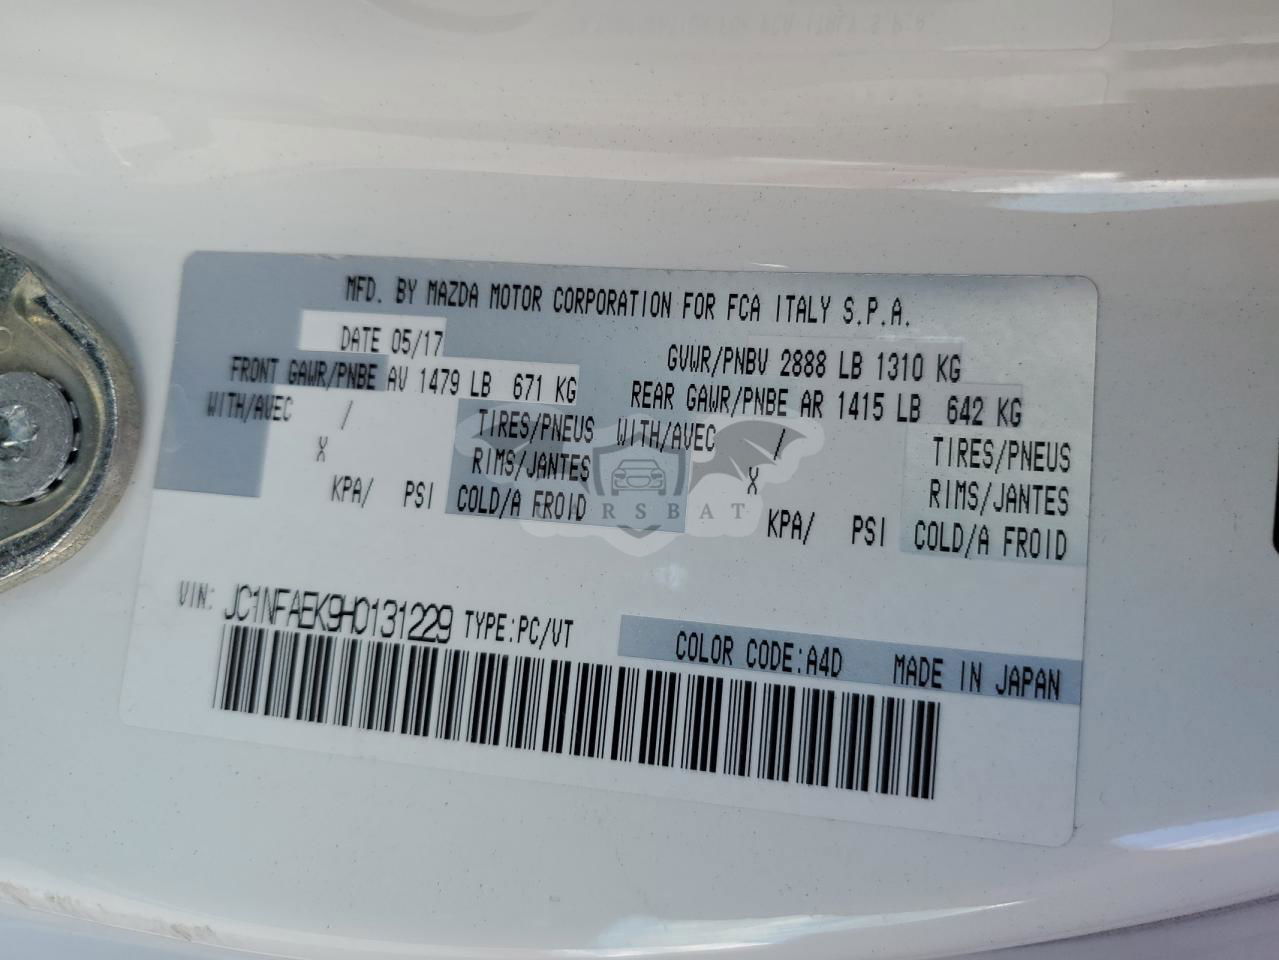 MFD. BY MAZDA MOTOR CORPORATION FOR FCA ITALY S.P.A.
DATE 05/17 GVWR/PNBV 2888 LB 1310 KG
FRONT GAWR/PNBE AV 1479 LB 671 KG REAR GAWR/PNBE AR 1415 LB 642 KG
WITH/AVEC / TIRES/PNEUS WITH/AVEC / TIRES/PNEUS
X RIMS/JANTES X RIMS/JANTES
KPA/ PSI COLD/A FROID KPA/ PSI COLD/A FROID
RSBAT
VIN: JC1NFAEK9H0131229 TYPE:PC/VT COLOR CODE:A4D MADE IN JAPAN